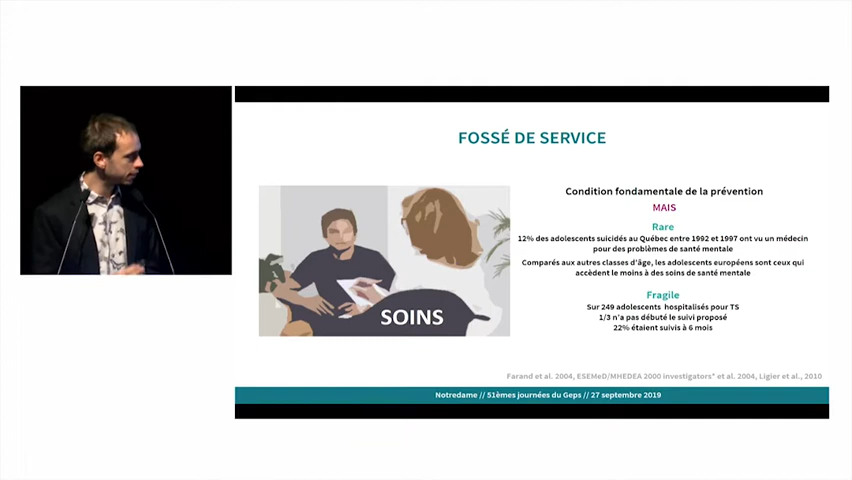 FOSSÉ DE SERVICE
Condition fondamentale de la prévention
MAIS
Rare
12% des adolescents suicidés au Québec entre 1992 et 1997 ont vu un médecin
pour des problèmes de santé mentale
Comparés aux autres classes d'âge, les adolescents européens sont ceux qui
accèdent le moins à des soins de santé mentale
Fragile
Sur 249 adolescents hospitalisés pour TS
1/3 n'a pas débuté le suivi proposé
22% étaient suivis à 6 mois
SOINS
Farand et al. 2004, ESEMeD/MHEDEA 2000 investigators* et al. 2004, Ligier et al., 2010
Notredame // 51èmes journées du Geps // 27 septembre 2019